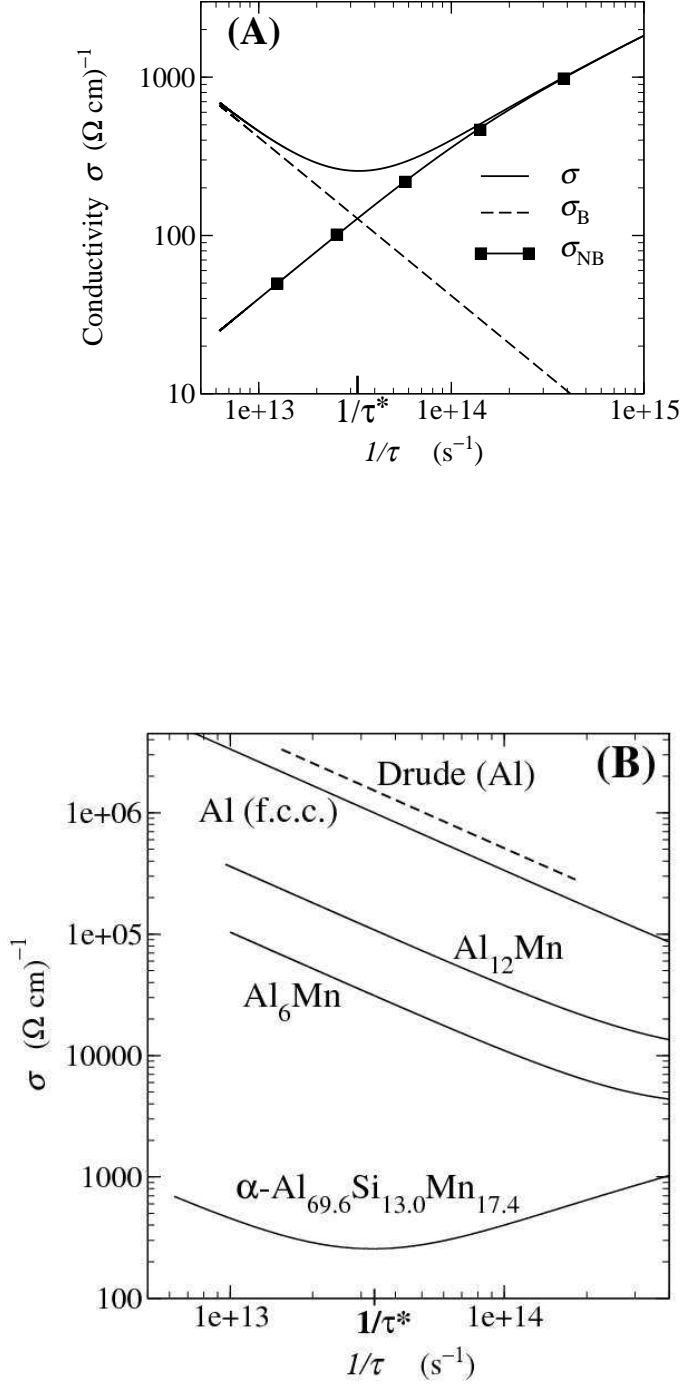 (A)
Conductivity σ (Ω cm)⁻¹
1000
100
10
σ
σ_B
σ_NB
1e+13 1/τ* 1e+14 1e+15
1/τ (s⁻¹)
(B)
Drude (Al)
Al (f.c.c.)
1e+06
1e+05
Al₁₂Mn
Al₆Mn
10000
σ (Ω cm)⁻¹
1000
α-Al₆₉.₆Si₁₃.₀Mn₁₇.₄
100
1e+13 1/τ* 1e+14
1/τ (s⁻¹)